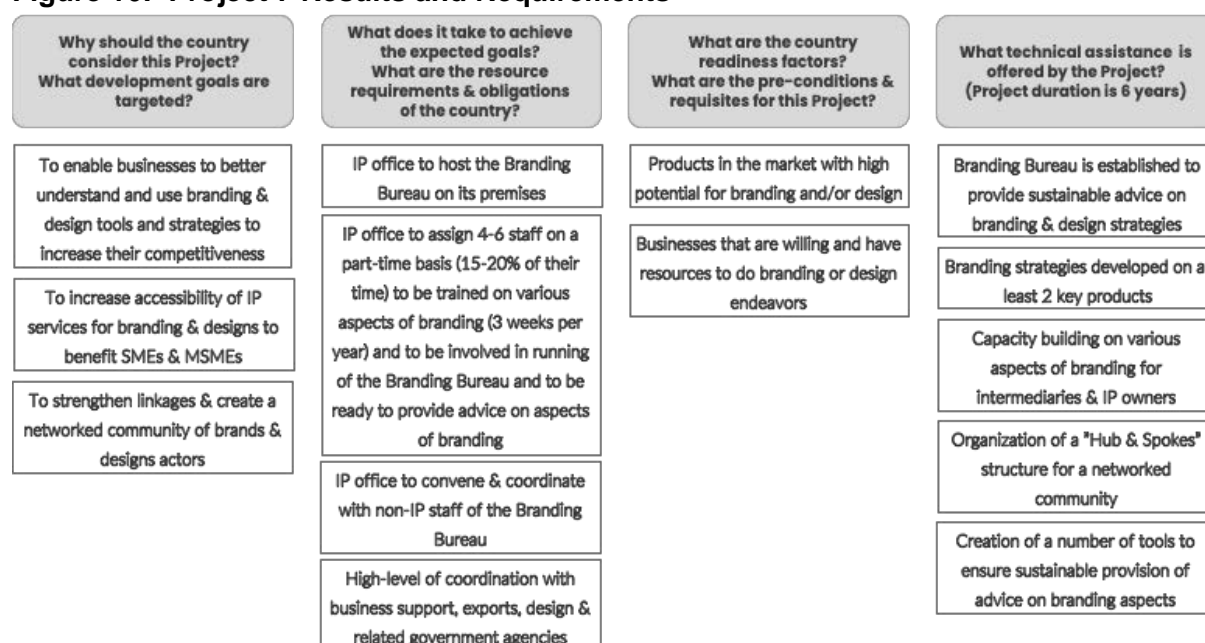 Why should the country
consider this Project?
What development goals are
targeted?
To enable businesses to better
understand and use branding &
design tools and strategies to
increase their competitiveness
To increase accessibility of IP
services for branding & designs to
benefit SMEs & MSMEs
To strengthen linkages & create a
networked community of brands &
designs actors
What does it take to achieve
the expected goals?
What are the resource
requirements & obligations
of the country?
IP office to host the Branding
Bureau on its premises
IP office to assign 4-6 staff on a
part-time basis (15-20% of their
time) to be trained on various
aspects of branding (3 weeks per
year) and to be involved in running
of the Branding Bureau and to be
ready to provide advice on aspects
of branding
IP office to convene & coordinate
with non-IP staff of the Branding
Bureau
High-level of coordination with
business support, exports, design &
related government agencies
What are the country
readiness factors?
What are the pre-conditions &
requisites for this Project?
Products in the market with high
potential for branding and/or design
Businesses that are willing and have
resources to do branding or design
endeavors
What technical assistance is
offered by the Project?
(Project duration is 6 years)
Branding Bureau is established to
provide sustainable advice on
branding & design strategies
Branding strategies developed on a
least 2 key products
Capacity building on various
aspects of branding for
intermediaries & IP owners
Organization of a "Hub & Spokes"
structure for a networked
community
Creation of a number of tools to
ensure sustainable provision of
advice on branding aspects